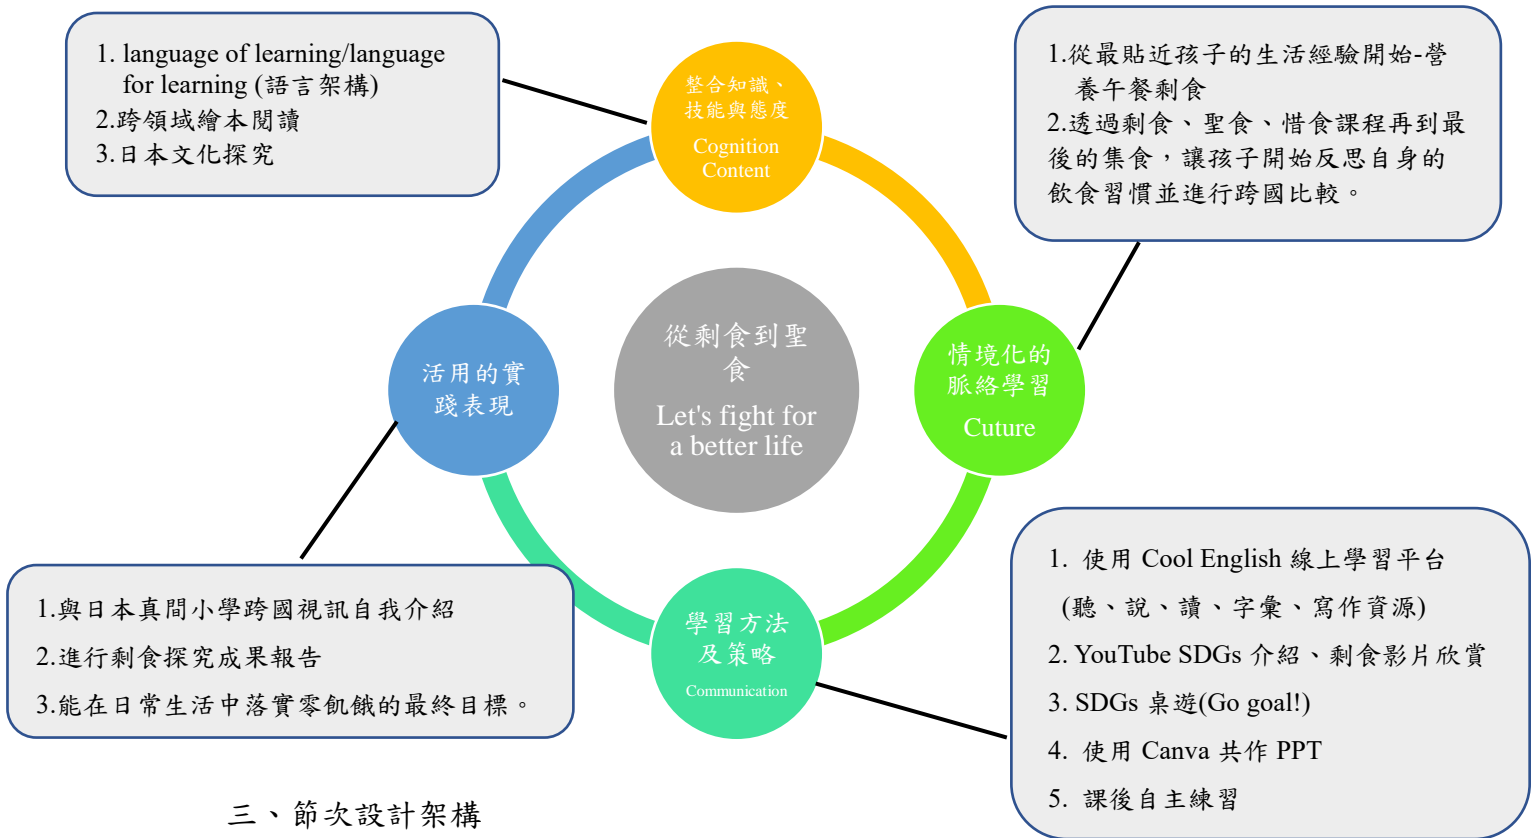 1. language of learning/language
for learning (語言架構)
2.跨領域繪本閱讀
3.日本文化探究
整合知識、
技能與態度
Cognition
Content
1.從最貼近孩子的生活經驗開始-營
養午餐剩食
2.透過剩食、聖食、惜食課程再到最
後的集食，讓孩子開始反思自身的
飲食習慣並進行跨國比較。
活用的實
踐表現
從剩食到聖
食
Let's fight for
a better life
情境化的
脈絡學習
Cuture
1.與日本真間小學跨國視訊自我介紹
2.進行剩食探究成果報告
3.能在日常生活中落實零飢餓的最終目標。
學習方法
及策略
Communication
1. 使用 Cool English 線上學習平台
(聽、說、讀、字彙、寫作資源)
2. YouTube SDGs 介紹、剩食影片欣賞
3. SDGs 桌遊(Go goal!)
4. 使用 Canva 共作 PPT
5. 課後自主練習
三、節次設計架構